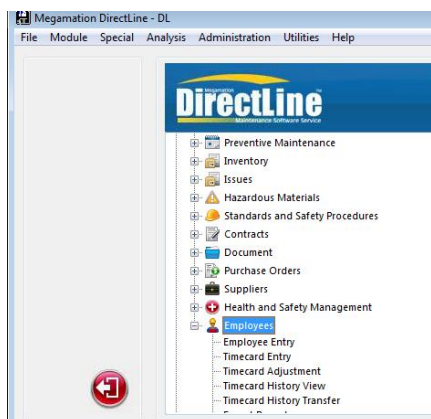 Megamation DirectLine - DL
File Module Special Analysis Administration Utilities Help
Megamation
DirectLine
Maintenance Software Service
Preventive Maintenance
Inventory
Issues
Hazardous Materials
Standards and Safety Procedures
Contracts
Document
Purchase Orders
Suppliers
Health and Safety Management
Employees
Employee Entry
Timecard Entry
Timecard Adjustment
Timecard History View
Timecard History Transfer